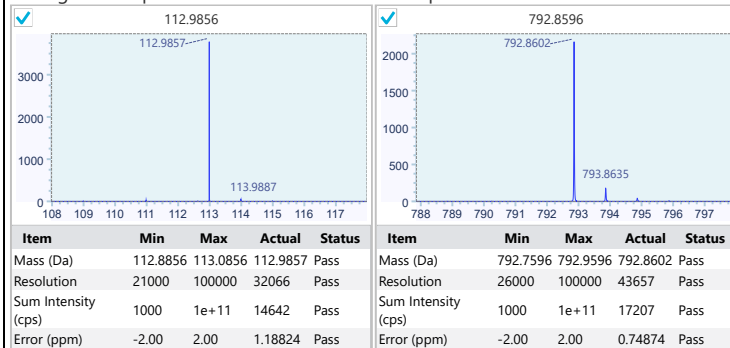 112.9856
112.9857
3000
2000
1000
0
113.9887
108 109 110 111 112 113 114 115 116 117
Item Min Max Actual Status
Mass (Da) 112.8856 113.0856 112.9857 Pass
Resolution 21000 100000 32066 Pass
Sum Intensity
(cps) 1000 1e+11 14642 Pass
Error (ppm) -2.00 2.00 1.18824 Pass
792.8596
792.8602
2000
1500
1000
500
0
793.8635
788 789 790 791 792 793 794 795 796 797
Item Min Max Actual Status
Mass (Da) 792.7596 792.9596 792.8602 Pass
Resolution 26000 100000 43657 Pass
Sum Intensity
(cps) 1000 1e+11 17207 Pass
Error (ppm) -2.00 2.00 0.74874 Pass